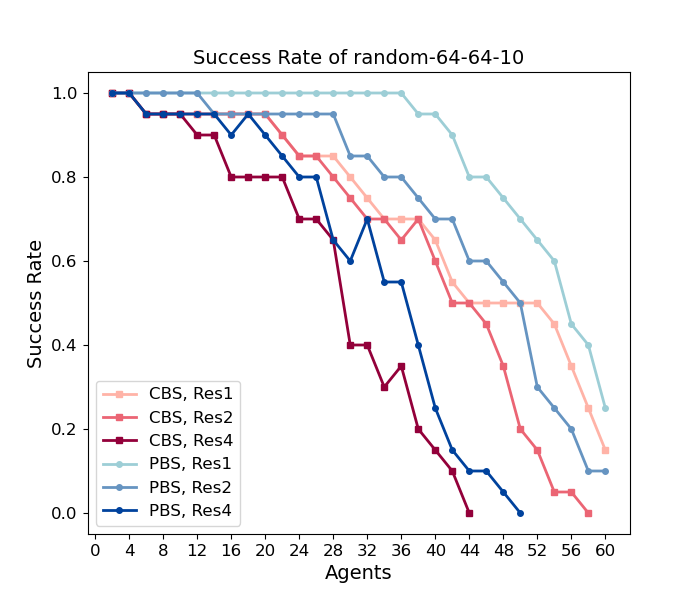 Success Rate of random-64-64-10
Success Rate
1.0
0.8
0.6
0.4
0.2
0.0
CBS, Res1
CBS, Res2
CBS, Res4
PBS, Res1
PBS, Res2
PBS, Res4
0 4 8 12 16 20 24 28 32 36 40 44 48 52 56 60
Agents